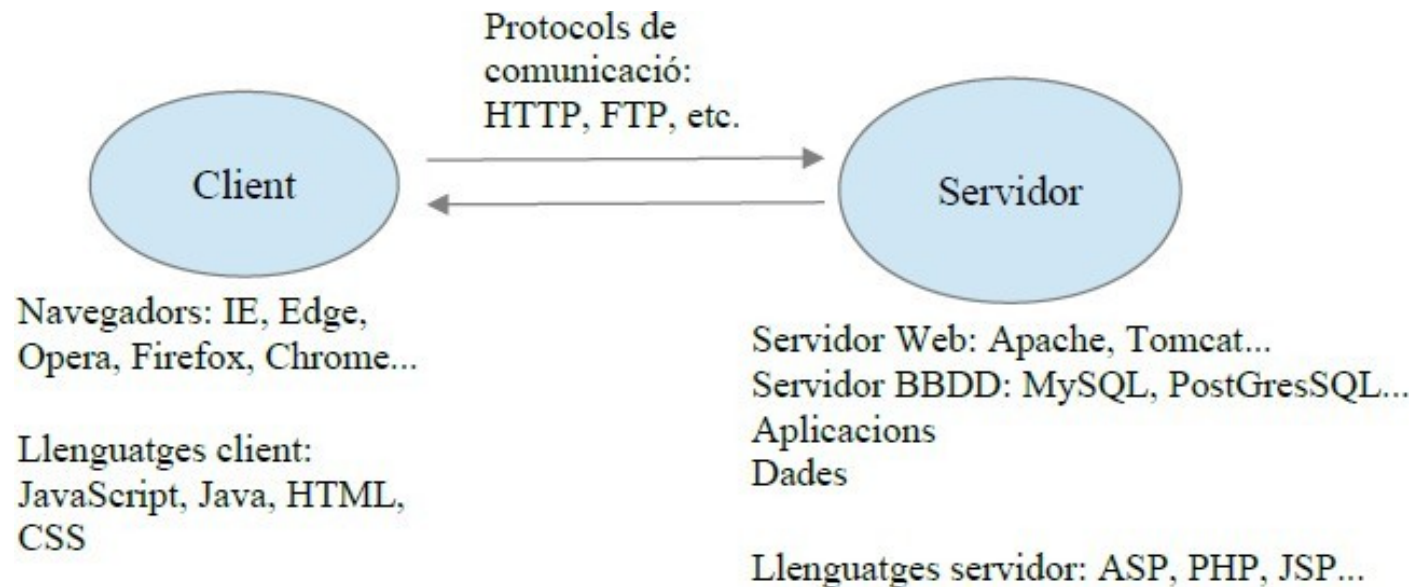 Protocols de
comunicació:
HTTP, FTP, etc.
Client
Servidor
Navegadors: IE, Edge,
Opera, Firefox, Chrome...
Llenguatges client:
JavaScript, Java, HTML,
CSS
Servidor Web: Apache, Tomcat...
Servidor BBDD: MySQL, PostGresSQL...
Aplicacions
Dades
Llenguatges servidor: ASP, PHP, JSP...